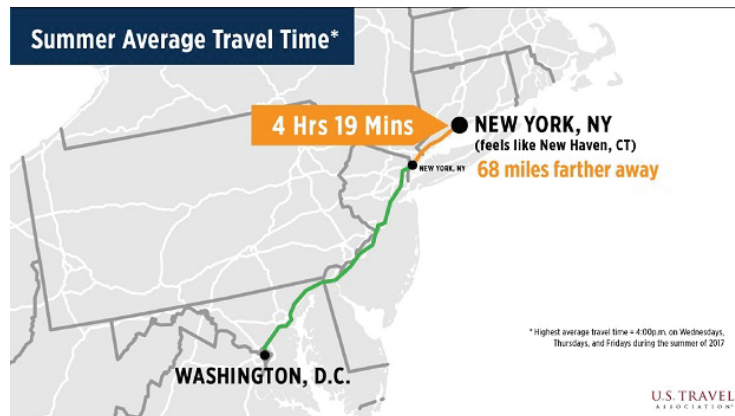 Summer Average Travel Time*
4 Hrs 19 Mins
NEW YORK, NY
(feels like New Haven, CT)
NEW YORK, NY
68 miles farther away
* Highest average travel time = 4:00p.m. on Wednesdays,
Thursdays, and Fridays during the summer of 2017
WASHINGTON, D.C.
U.S. TRAVEL
ASSOCIATION®